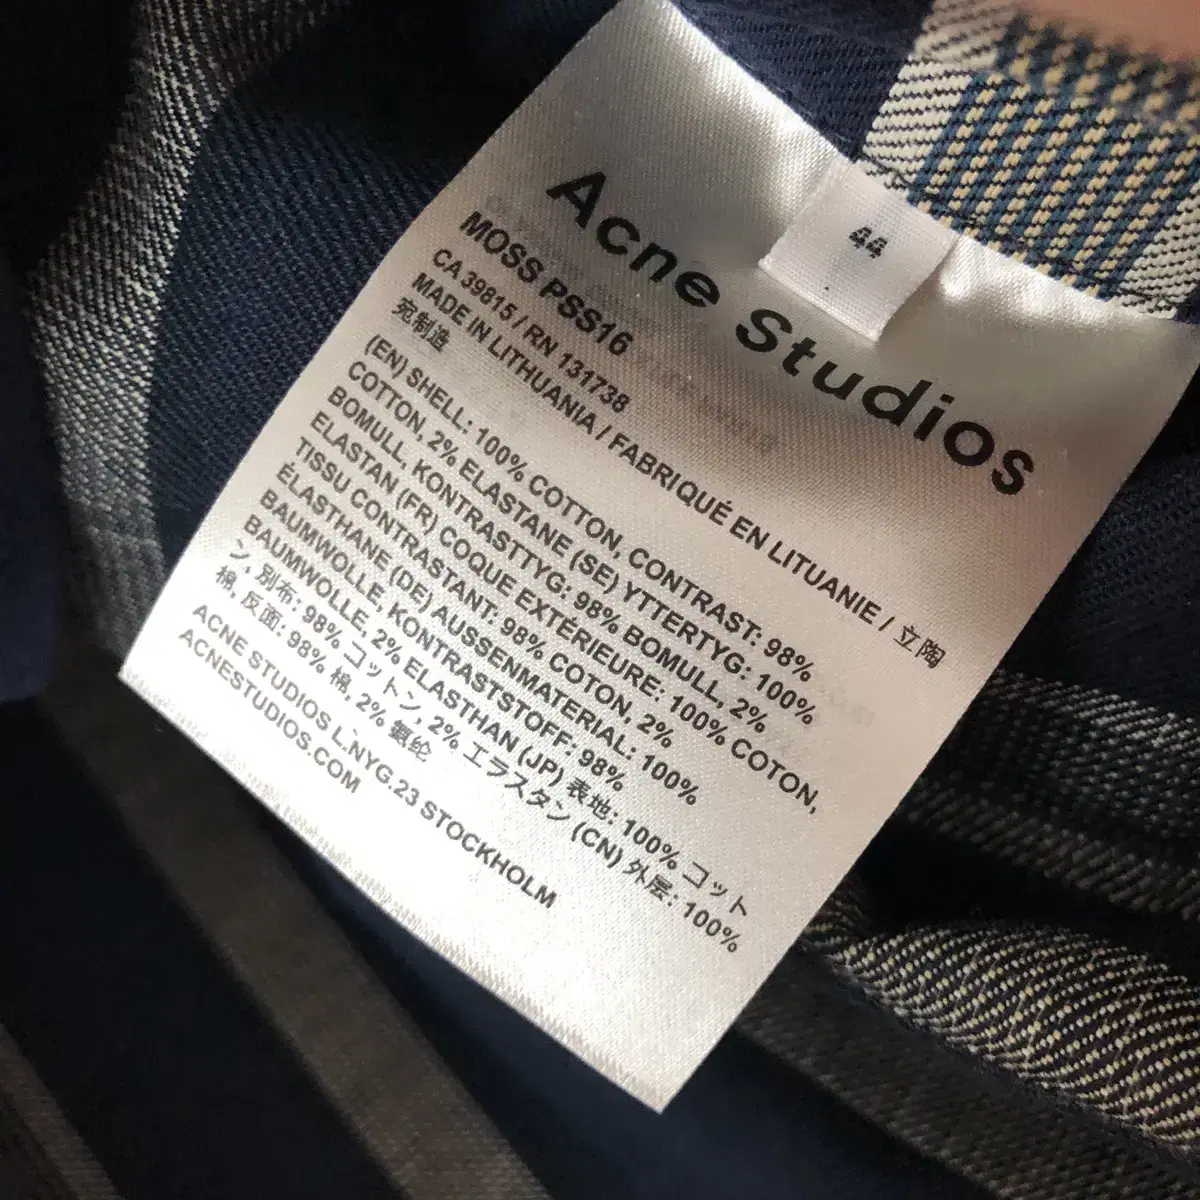 44
Acne Studios
MOSS PSS16
CA 39815 / RN 131738
MADE IN LITHUANIA / FABRIQUÉ EN LITUANIE / 立陶
宛制造
(EN) SHELL: 100% COTTON, CONTRAST: 98%
COTTON, 2% ELASTANE (SE) YTTERTYG: 100%
BOMULL, KONTRASTTYG: 98% BOMULL, 2%
ELASTAN (FR) COQUE EXTÉRIEURE: 100% COTON,
TISSU CONTRASTANT: 98% COTON, 2%
ÉLASTHANE (DE) AUSSENMATERIAL: 100%
BAUMWOLLE, KONTRASTSTOFF: 98%
BAUMWOLLE, 2% ELASTHAN (JP) 表地: 100% コット
ン, 別布: 98% コットン, 2% エラスタン (CN) 外层: 100%
棉, 反面: 98% 棉, 2% 氨纶
ACNE STUDIOS L.NYG.23 STOCKHOLM
ACNESTUDIOS.COM